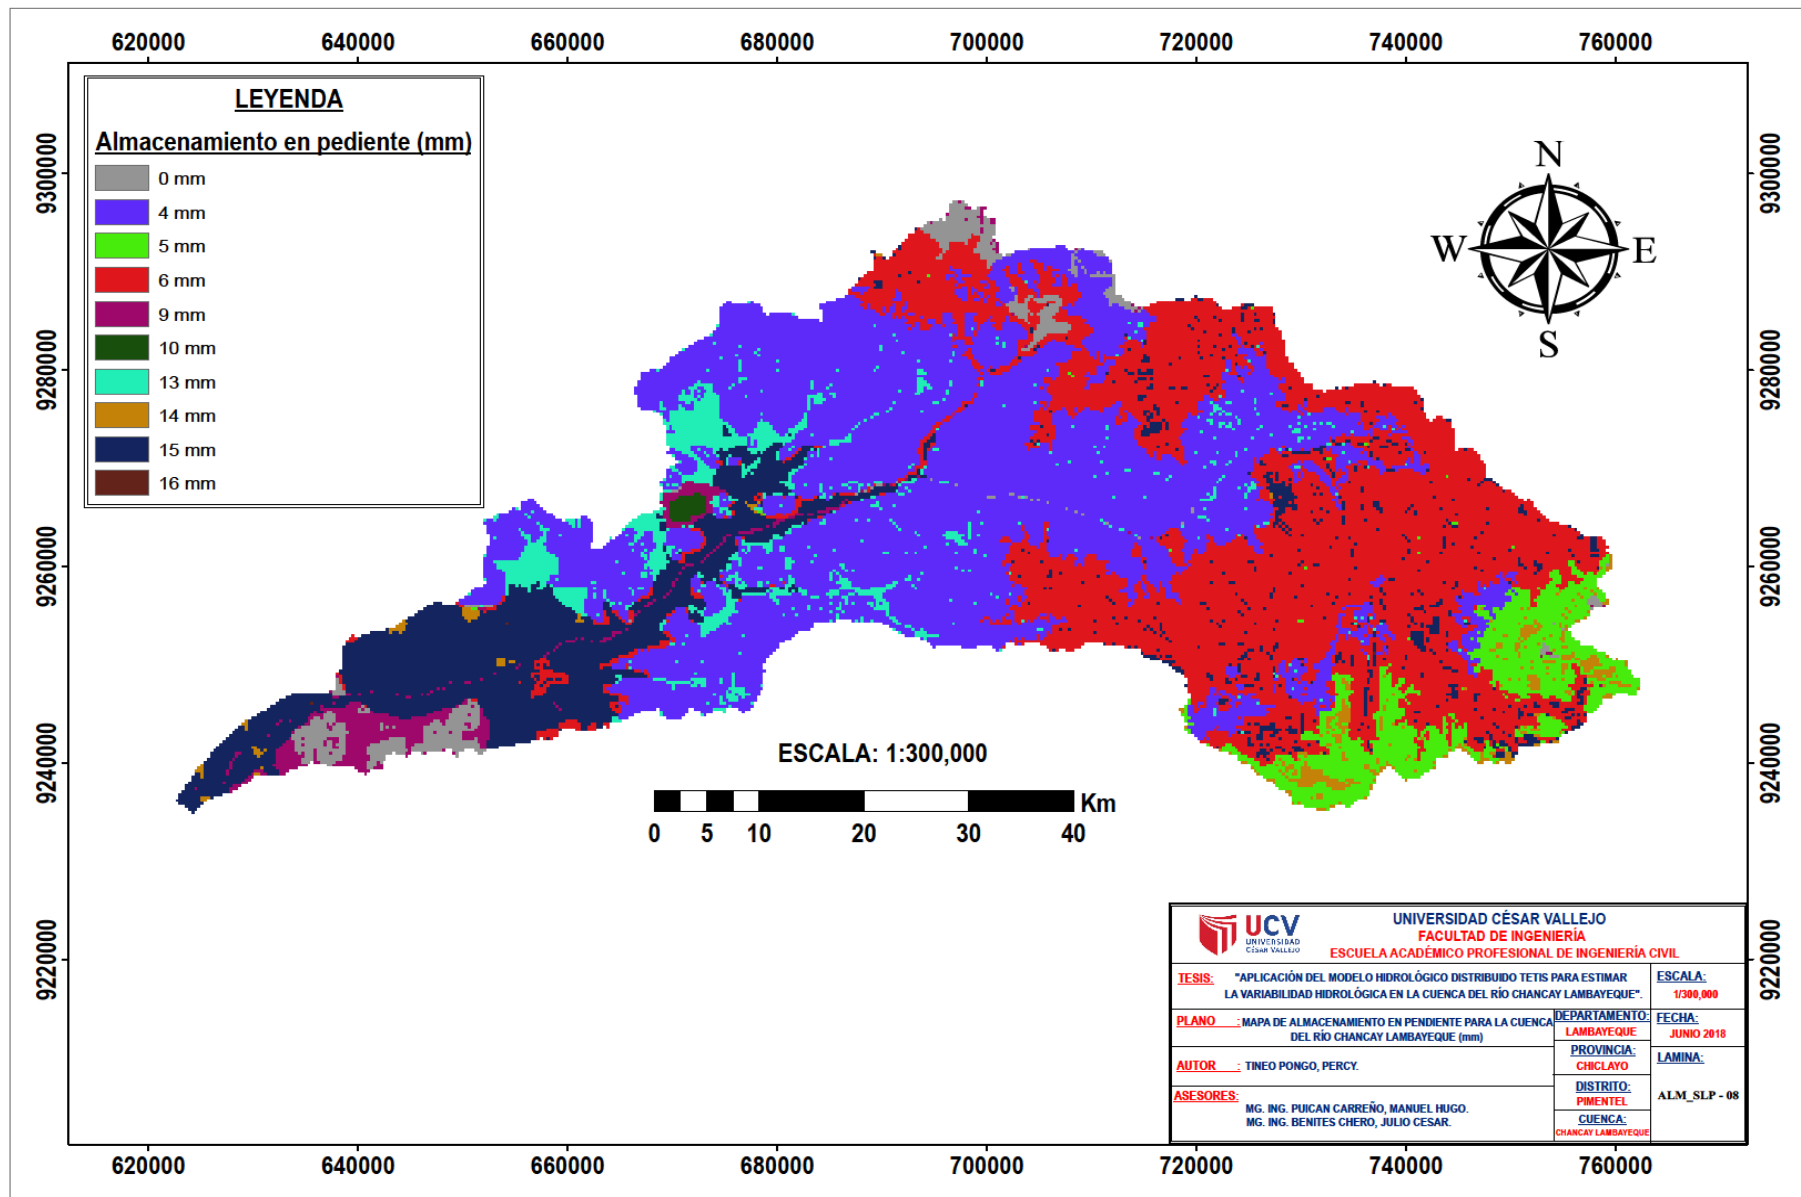 620000 640000 660000 680000 700000 720000 740000 760000
LEYENDA
Almacenamiento en pediente (mm)
0 mm
4 mm
5 mm
6 mm
9 mm
10 mm
13 mm
14 mm
15 mm
16 mm
9300000
9280000
9260000
9240000
9220000
N
W E
S
9300000
9280000
9260000
9240000
9220000
ESCALA: 1:300,000
Km
0 5 10 20 30 40
UCV
UNIVERSIDAD
CÉSAR VALLEJO
UNIVERSIDAD CÉSAR VALLEJO
FACULTAD DE INGENIERÍA
ESCUELA ACADÉMICO PROFESIONAL DE INGENIERÍA CIVIL
TESIS: "APLICACIÓN DEL MODELO HIDROLÓGICO DISTRIBUIDO TETIS PARA ESTIMAR
LA VARIABILIDAD HIDROLÓGICA EN LA CUENCA DEL RÍO CHANCAY LAMBAYEQUE".
ESCALA:
1/300,000
PLANO : MAPA DE ALMACENAMIENTO EN PENDIENTE PARA LA CUENCA
DEL RÍO CHANCAY LAMBAYEQUE (mm)
DEPARTAMENTO:
LAMBAYEQUE
FECHA:
JUNIO 2018
AUTOR : TINEO PONGO, PERCY.
PROVINCIA:
CHICLAYO
LAMINA:
ALM_SLP - 08
ASESORES:
MG. ING. PUICAN CARREÑO, MANUEL HUGO.
MG. ING. BENITES CHERO, JULIO CESAR.
DISTRITO:
PIMENTEL
CUENCA:
CHANCAY LAMBAYEQUE
620000 640000 660000 680000 700000 720000 740000 760000